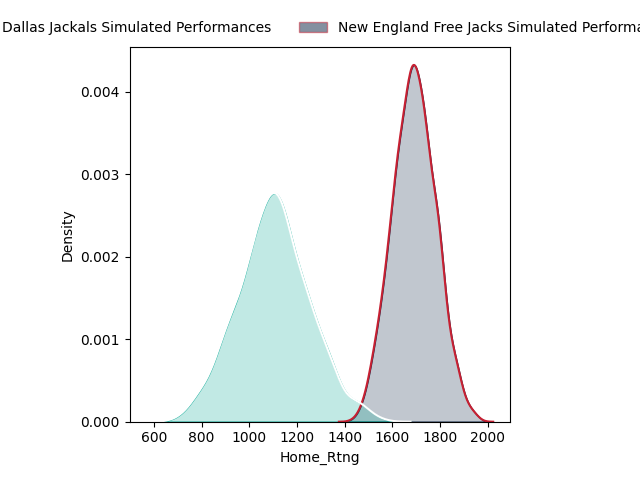 Dallas Jackals Simulated Performances
New England Free Jacks Simulated Performa
Density
0.004
0.003
0.002
0.001
0.000
600 800 1000 1200 1400 1600 1800 2000
Home_Rtng